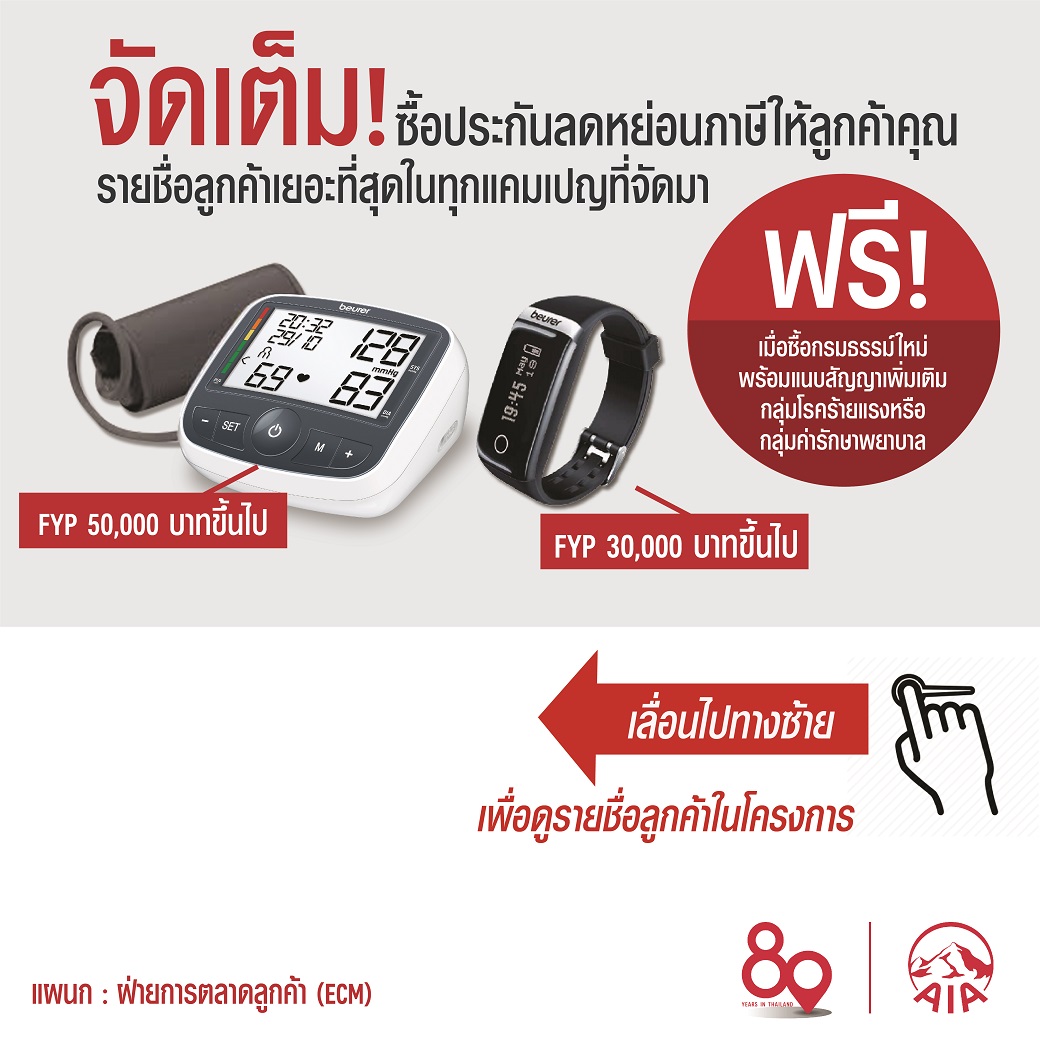 จัดเต็ม! ซื้อประกันลดหย่อนภาษีให้ลูกค้าคุณ
รายชื่อลูกค้าเยอะที่สุดในทุกแคมเปญที่จัดมา
ฟรี!
เมื่อซื้อกรมธรรม์ใหม่
พร้อมแนบสัญญาเพิ่มเติม
กลุ่มโรคร้ายแรงหรือ
กลุ่มค่ารักษาพยาบาล
beurer
20:32
29/10
128
SYS
mmHg
69
83
DIA
- SET M +
beurer
May
19
19:45
FYP 50,000 บาทขึ้นไป
FYP 30,000 บาทขึ้นไป
เลื่อนไปทางซ้าย
เพื่อดูรายชื่อลูกค้าในโครงการ
แผนก : ฝ่ายการตลาดลูกค้า (ECM)
80
YEARS IN THAILAND
AIA